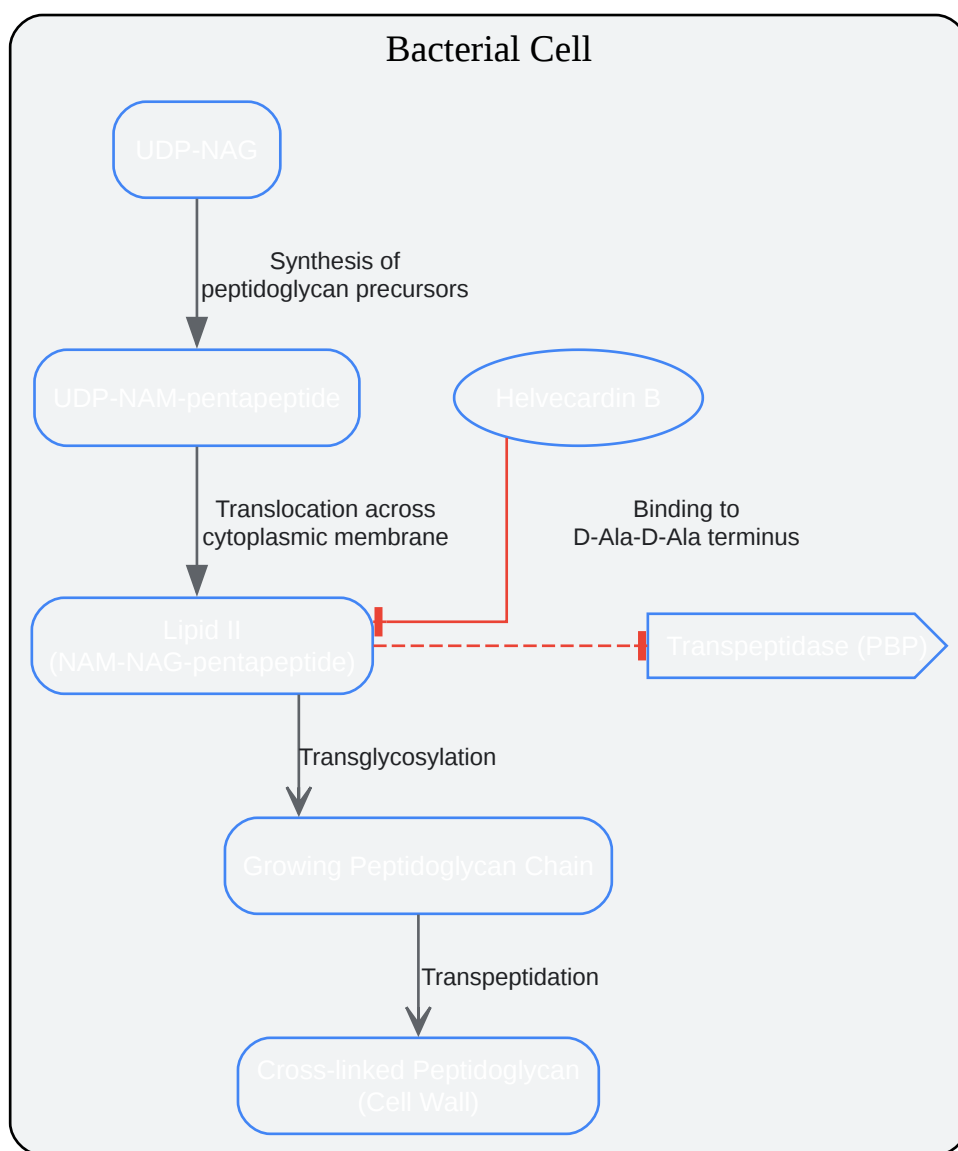 Bacterial Cell
UDP-NAG
Synthesis of
peptidoglycan precursors
UDP-NAM-pentapeptide
Helvecardin B
Translocation across
cytoplasmic membrane
Binding to
D-Ala-D-Ala terminus
Lipid II
(NAM-NAG-pentapeptide)
Transpeptidase (PBP)
Transglycosylation
Growing Peptidoglycan Chain
Transpeptidation
Cross-linked Peptidoglycan
(Cell Wall)